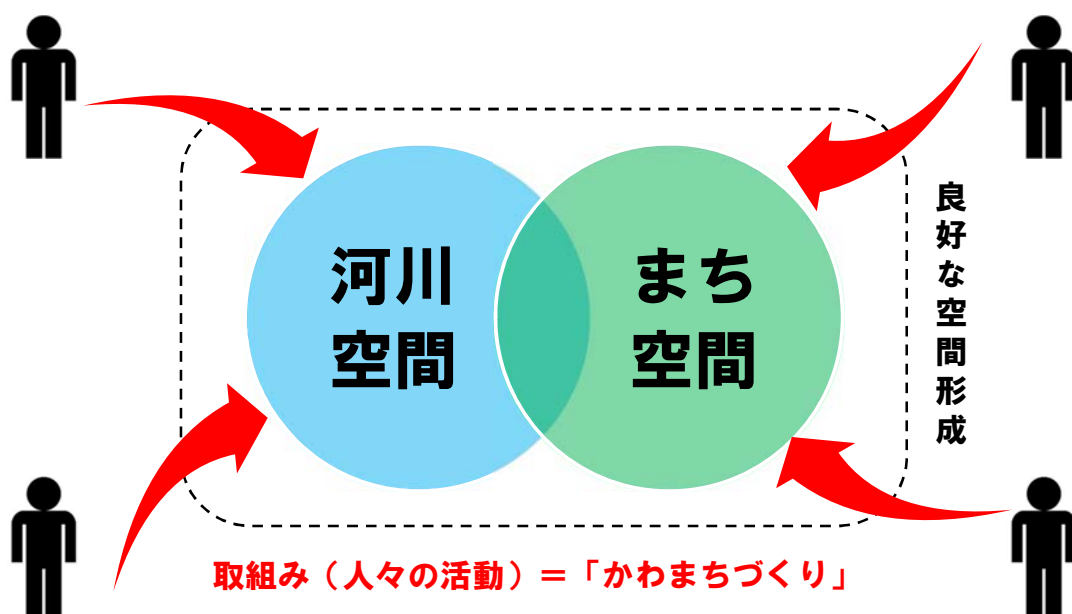 河川
空間
まち
空間
良好な空間形成
取組み（人々の活動）＝「かわまちづくり」